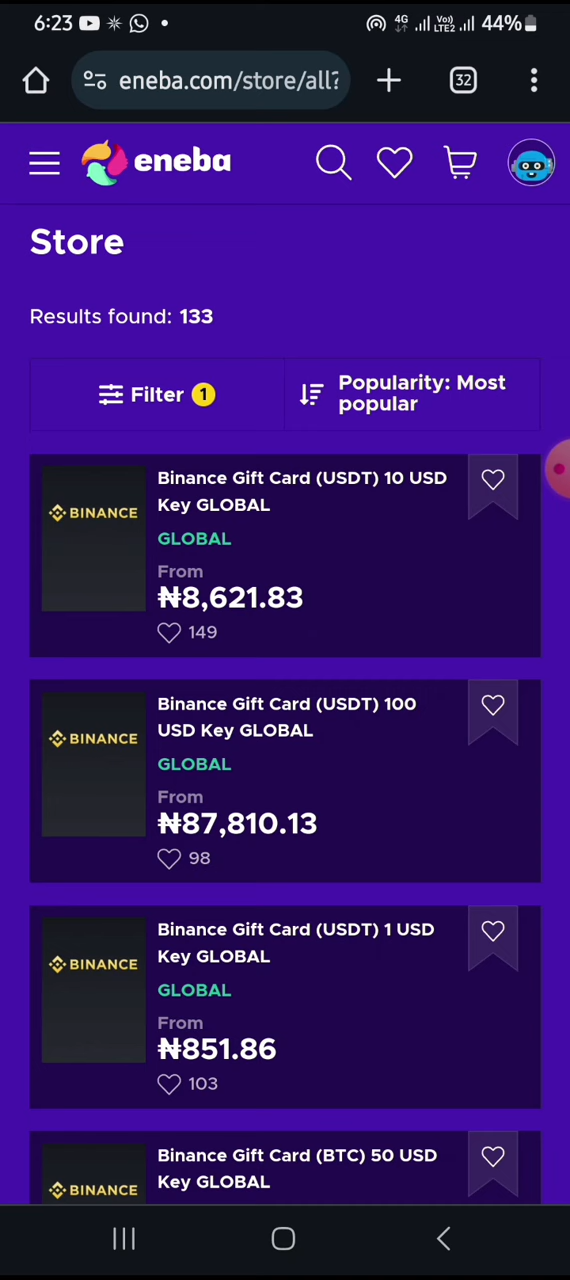 6:23 4G Vo)) LTE2 44%
eneba.com/store/all? 32
eneba
Store
Results found: 133
Filter 1
Popularity: Most
popular
Binance Gift Card (USDT) 10 USD
Key GLOBAL
BINANCE
GLOBAL
From
₦8,621.83
149
Binance Gift Card (USDT) 100
USD Key GLOBAL
BINANCE
GLOBAL
From
₦87,810.13
98
Binance Gift Card (USDT) 1 USD
Key GLOBAL
BINANCE
GLOBAL
From
₦851.86
103
Binance Gift Card (BTC) 50 USD
Key GLOBAL
BINANCE